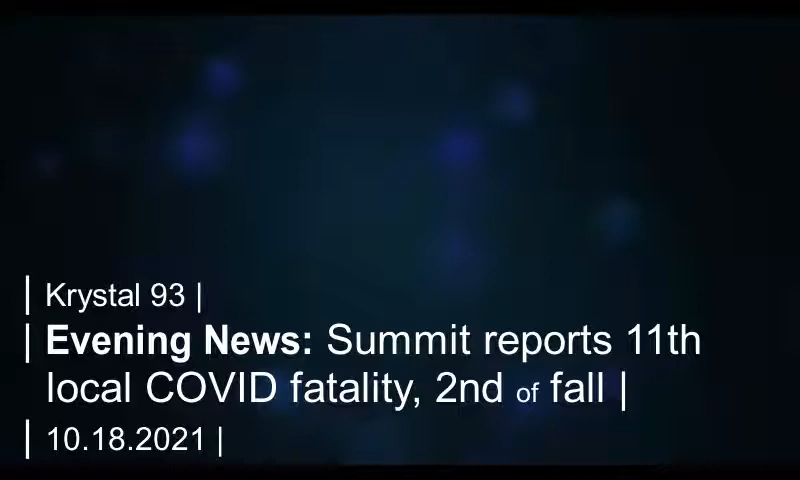 | Krystal 93 |
| Evening News: Summit reports 11th
local COVID fatality, 2nd of fall |
| 10.18.2021 |